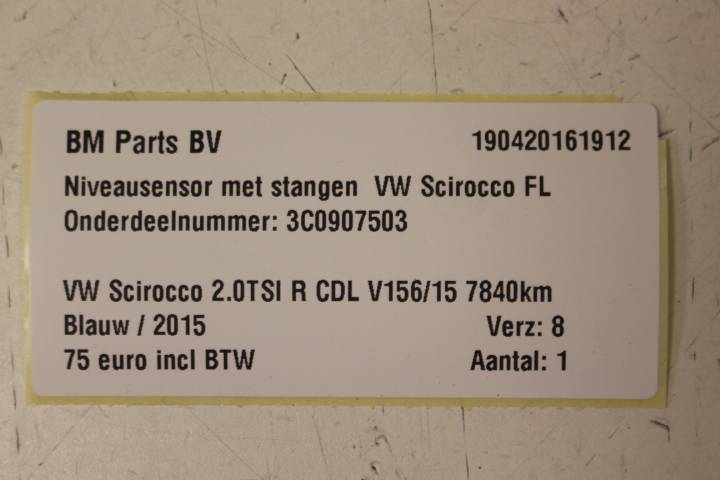 BM Parts BV 190420161912
Niveausensor met stangen VW Scirocco FL
Onderdeelnummer: 3C0907503
VW Scirocco 2.0TSI R CDL V156/15 7840km
Blauw / 2015 Verz: 8
75 euro incl BTW Aantal: 1